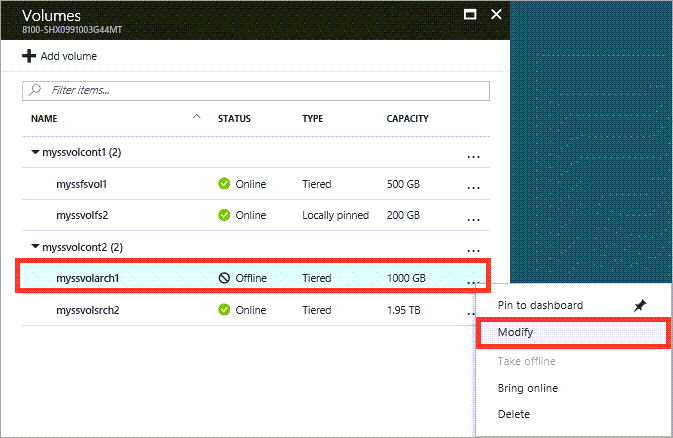 Volumes
8100-SHX0991003G44MT
Add volume
Filter items...
NAME STATUS TYPE CAPACITY
myssvolcont1 (2) ...
myssfsvol1 Online Tiered 500 GB ...
myssvolfs2 Online Locally pinned 200 GB ...
myssvolcont2 (2) ...
myssvolarch1 Offline Tiered 1000 GB ...
myssvolsrch2 Online Tiered 1.95 TB ...
Pin to dashboard
Modify
Take offline
Bring online
Delete